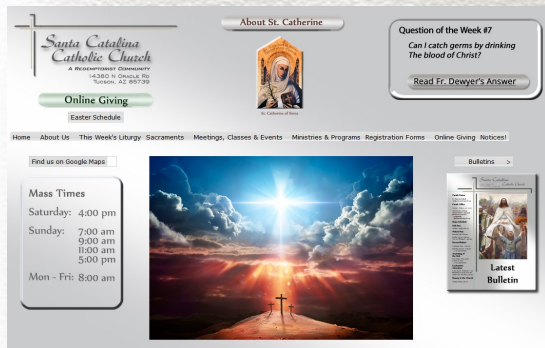 Santa Catalina
Catholic Church
A REDEMPTORIST COMMUNITY
14380 N ORACLE RD
TUCSON, AZ 85739
Online Giving
Easter Schedule
About St. Catherine
St. Catherine of Siena
Question of the Week #7
Can I catch germs by drinking
The blood of Christ?
Read Fr. Dewyer's Answer
Home About Us This Week's Liturgy Sacraments Meetings, Classes & Events Ministries & Programs Registration Forms Online Giving Notices!
Find us on Google Maps
Mass Times
Saturday: 4:00 pm
Sunday: 7:00 am
9:00 am
11:00 am
5:00 pm
Mon - Fri: 8:00 am
Bulletins >
Santa Catalina
Catholic Church
Latest
Bulletin